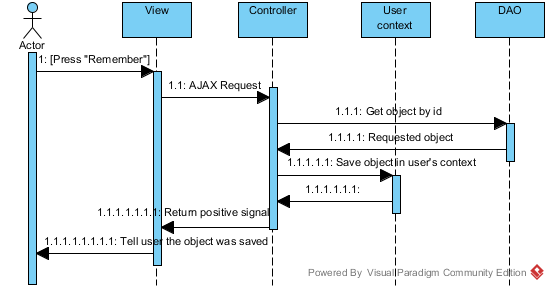 View
Controller
User
context
DAO
Actor
1: [Press "Remember"]
1.1: AJAX Request
1.1.1: Get object by id
1.1.1.1: Requested object
1.1.1.1.1: Save object in user's context
1.1.1.1.1.1:
1.1.1.1.1.1.1: Return positive signal
1.1.1.1.1.1.1.1: Tell user the object was saved
Powered By Visual Paradigm Community Edition